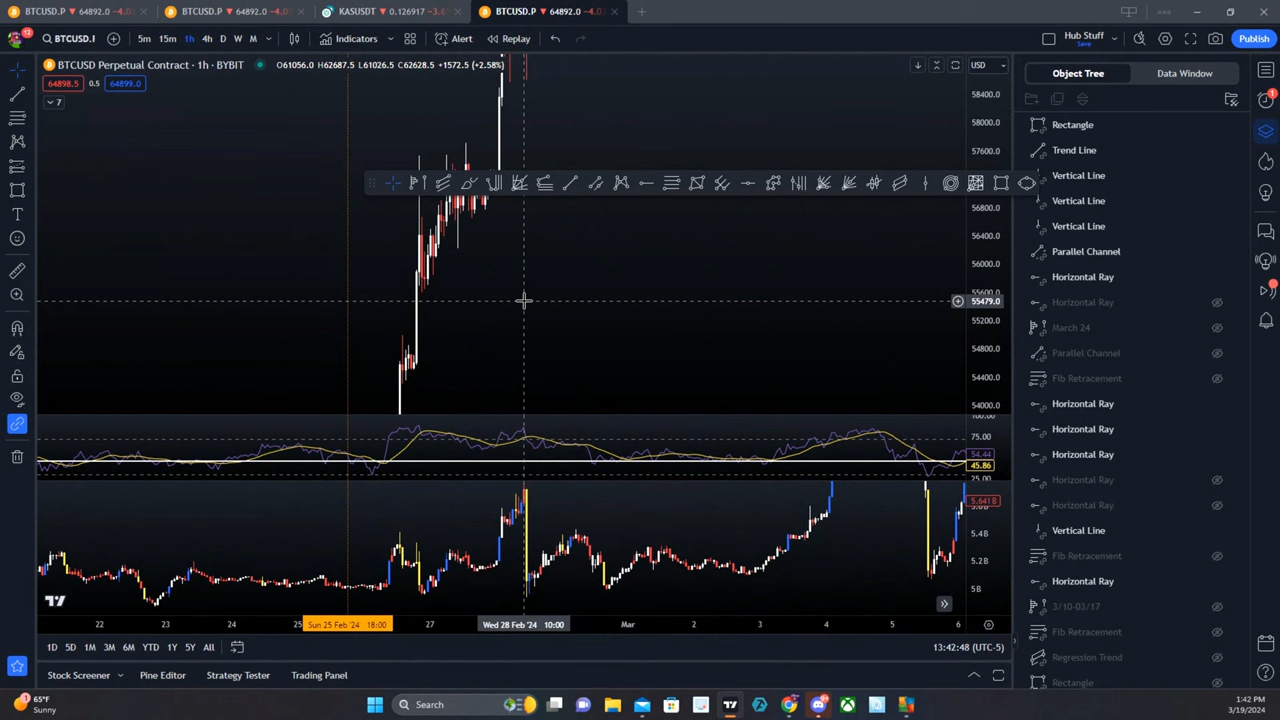 BTCUSD.P ▼ 64892.0 −4.0
BTCUSD.P ▼ 64892.0 −4.0
KASUSDT ▼ 0.126917 −3.6
BTCUSD.P ▼ 64892.0 −4.0
12
BTCUSD.P
5m 15m 1h 4h D W M
Indicators
Alert
Replay
Hub Stuff
Save
Publish
BTCUSD Perpetual Contract · 1h · BYBIT
O61056.0 H62687.5 L61026.5 C62628.5 +1572.5 (+2.58%)
USD
64898.5 0.5 64899.0
7
58400.0
58000.0
57600.0
56800.0
56400.0
56000.0
55600.0
55479.0
55200.0
54800.0
54400.0
54000.0
100.00
75.00
54.44
45.86
25.00
5.641B
5.4B
5.2B
5B
22 23 25 Sun 25 Feb '24 18:00 27 Wed 28 Feb '24 10:00 Mar 2 3 4 5 6
1D 5D 1M 3M 6M YTD 1Y 5Y All
13:42:48 (UTC-5)
Stock Screener
Pine Editor
Strategy Tester
Trading Panel
Object Tree
Data Window
Rectangle
Trend Line
Vertical Line
Vertical Line
Vertical Line
Parallel Channel
Horizontal Ray
Horizontal Ray
March 24
Parallel Channel
Fib Retracement
Horizontal Ray
Horizontal Ray
Horizontal Ray
Horizontal Ray
Horizontal Ray
Vertical Line
Fib Retracement
Horizontal Ray
3/10-03/17
Fib Retracement
Regression Trend
Rectangle
1
1
65°F
Sunny
Search
1:42 PM
3/19/2024